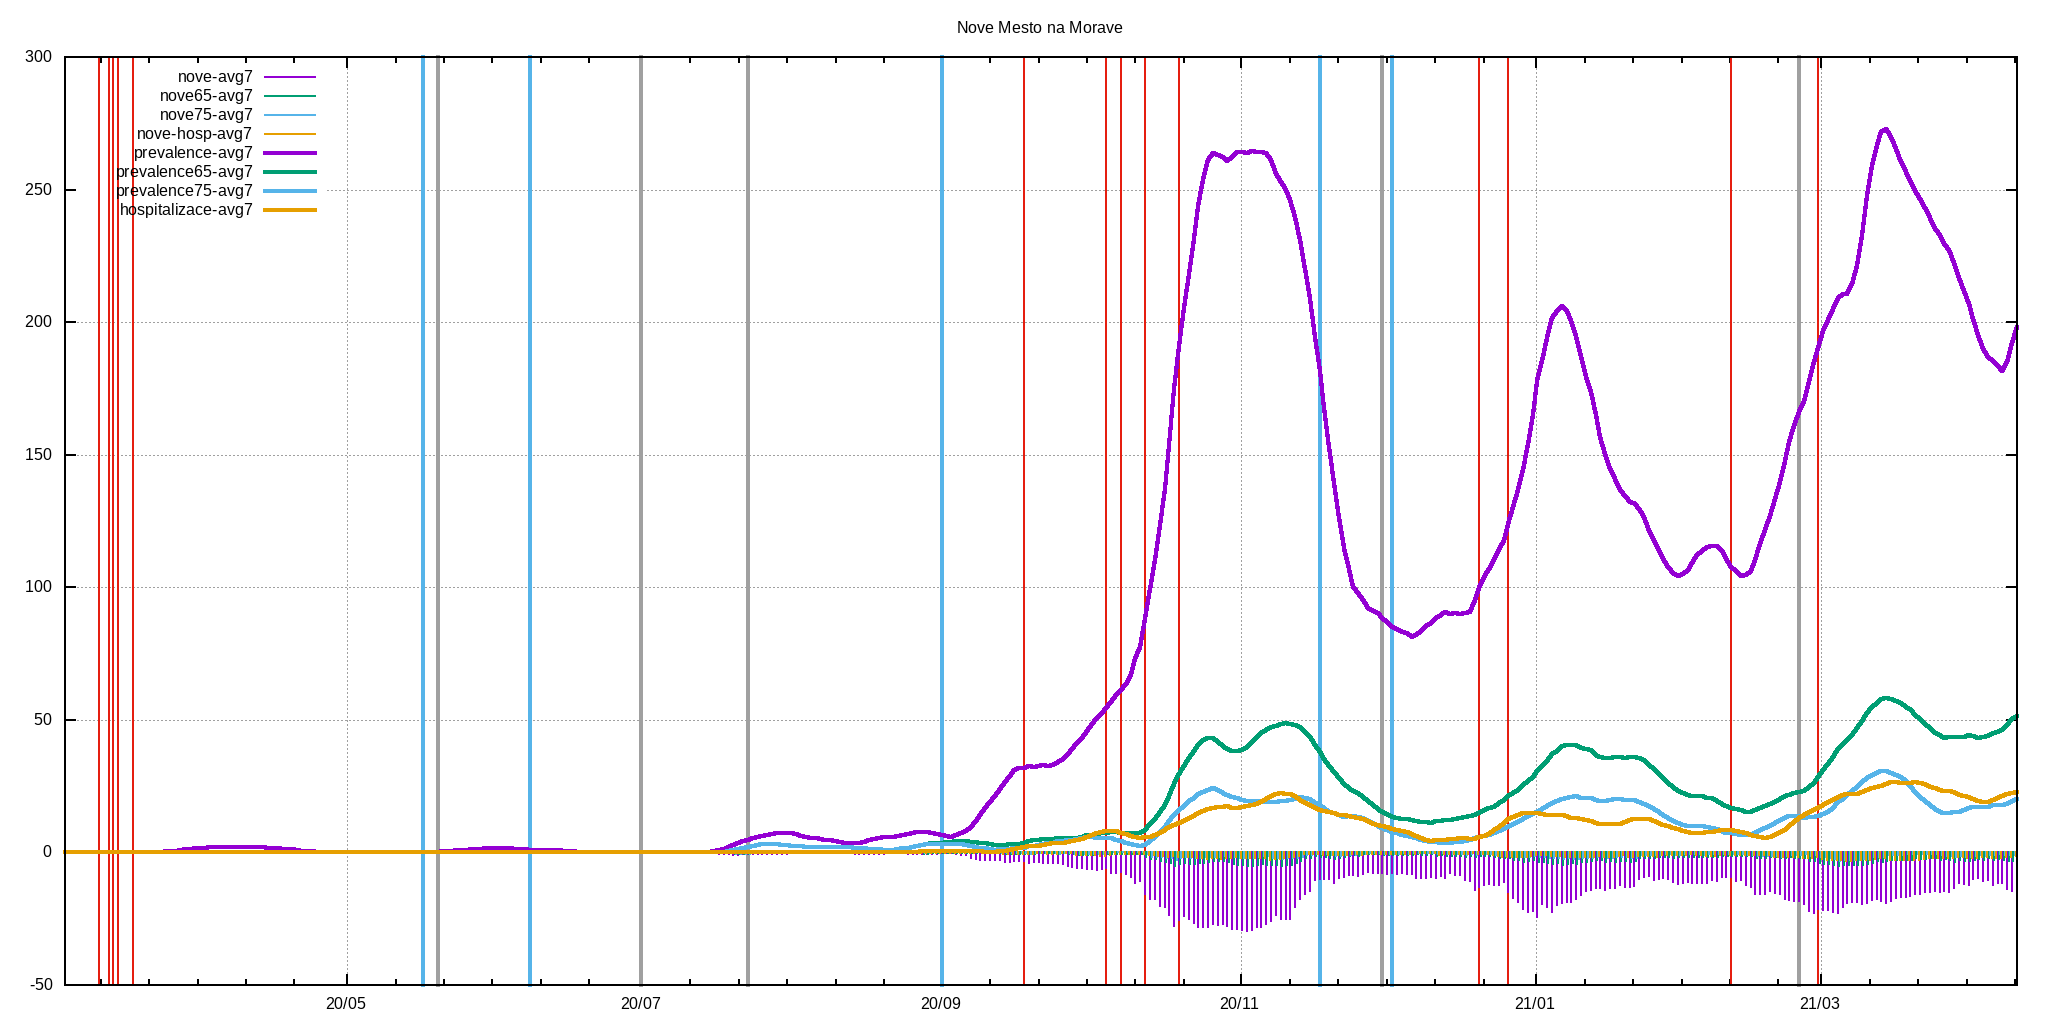 Nove Mesto na Morave
300
250
200
150
100
50
0
-50
nove-avg7
nove65-avg7
nove75-avg7
nove-hosp-avg7
prevalence-avg7
prevalence65-avg7
prevalence75-avg7
hospitalizace-avg7
20/05 20/07 20/09 20/11 21/01 21/03